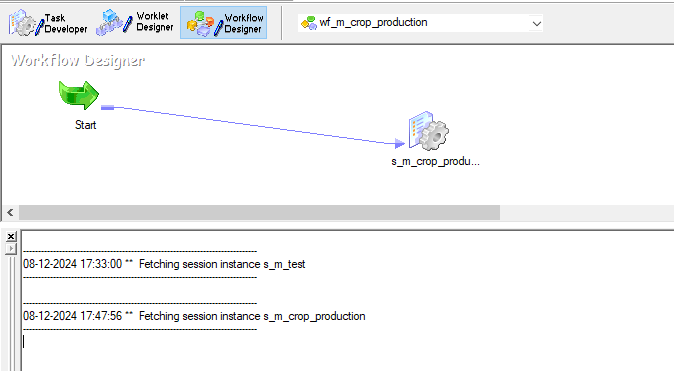 Task
Developer
Worklet
Designer
Workflow
Designer
wf_m_crop_production
Workflow Designer
Start
s_m_crop_produ...
08-12-2024 17:33:00 ** Fetching session instance s_m_test
08-12-2024 17:47:56 ** Fetching session instance s_m_crop_production